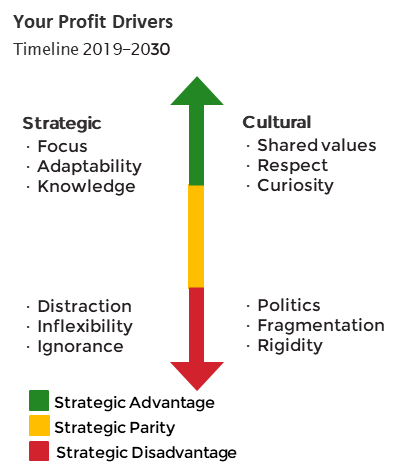 Your Profit Drivers
Timeline 2019–2030
Strategic
· Focus
· Adaptability
· Knowledge
Cultural
· Shared values
· Respect
· Curiosity
· Distraction
· Inflexibility
· Ignorance
· Politics
· Fragmentation
· Rigidity
Strategic Advantage
Strategic Parity
Strategic Disadvantage